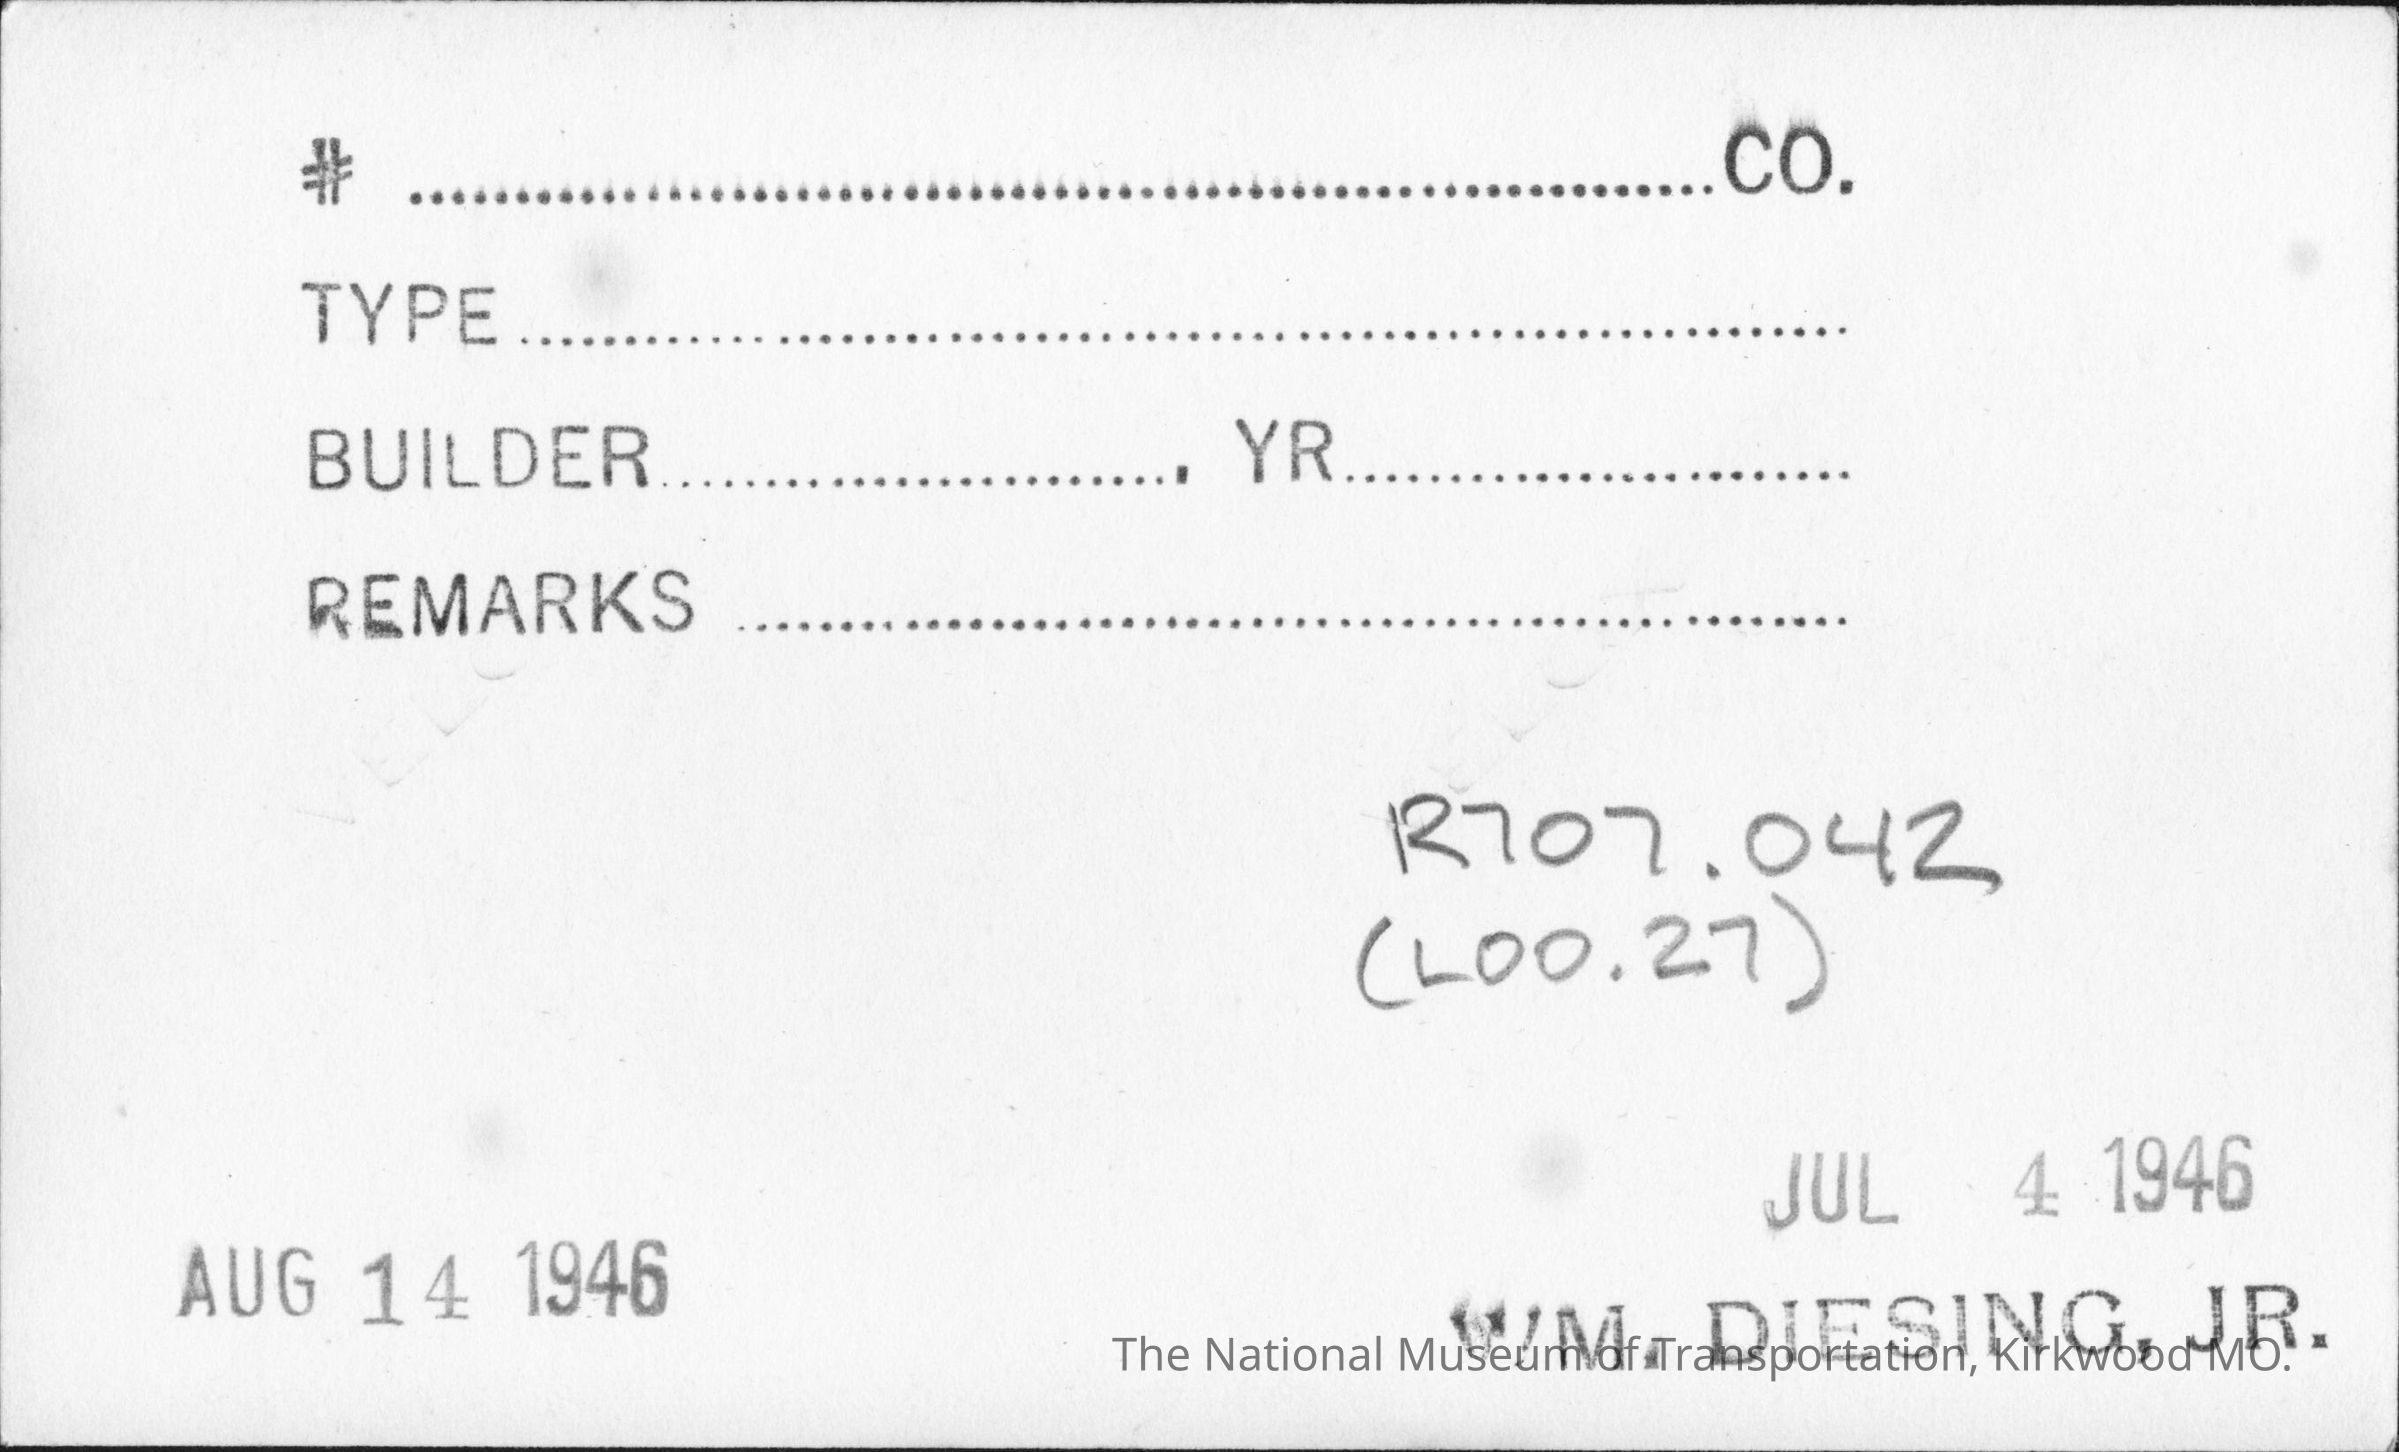 # ............................................................CO.
TYPE..............................................................
BUILDER........................, YR........................
REMARKS ....................................................
R707.042
(L00.27)
JUL 4 1946
AUG 14 1946
WM. DIESING, JR.
The National Museum of Transportation, Kirkwood MO.